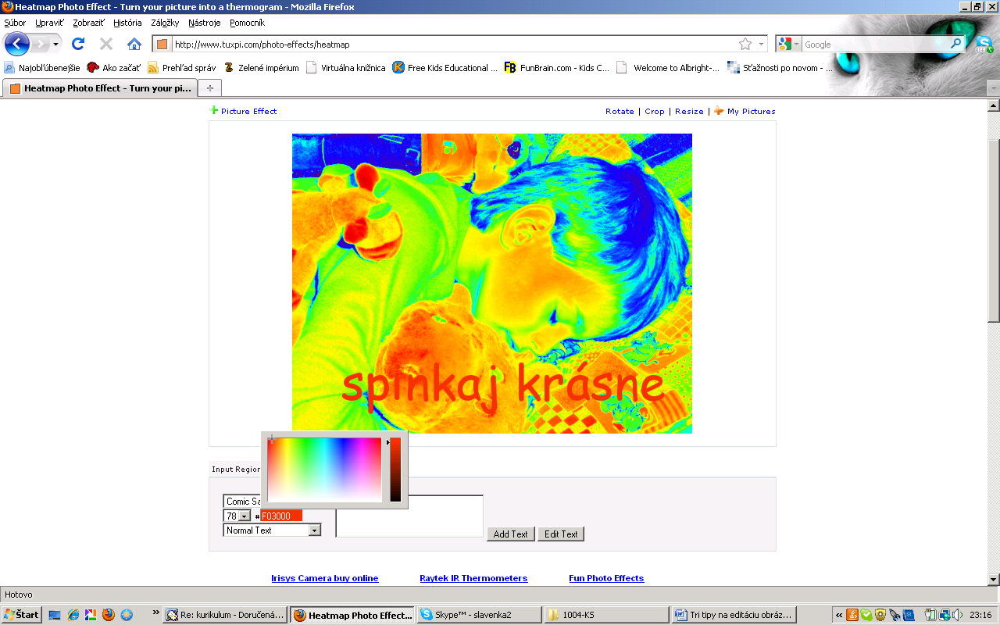 Heatmap Photo Effect - Turn your picture into a thermogram - Mozilla Firefox
Súbor Upraviť Zobraziť História Záložky Nástroje Pomocník
http://www.tuxpi.com/photo-effects/heatmap
Google
123
Najobľúbenejšie Ako začať Prehľad správ Zelené impérium Virtuálna knižnica Free Kids Educational ... FunBrain.com - Kids C... Welcome to Albright-... Sťažnosti po novom - ...
Heatmap Photo Effect - Turn your pi...
Picture Effect Rotate | Crop | Resize | My Pictures
spinkaj krásne
Input Region
Comic Sa
78 # F03000
Normal Text
Add Text Edit Text
Irisys Camera buy online Raytek IR Thermometers Fun Photo Effects
Hotovo
Štart » Re: kurikulum - Doručená... Heatmap Photo Effect... Skype™ - slavenka2 1004-KS Tri tipy na editáciu obráz... « 23:16